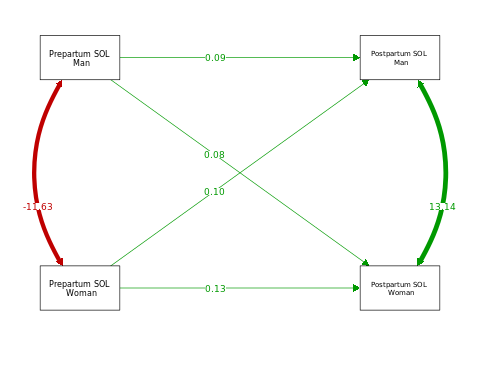 Prepartum SOL
Man
0.09
Postpartum SOL
Man
0.08
0.10
-11.63
13.14
Prepartum SOL
Woman
0.13
Postpartum SOL
Woman